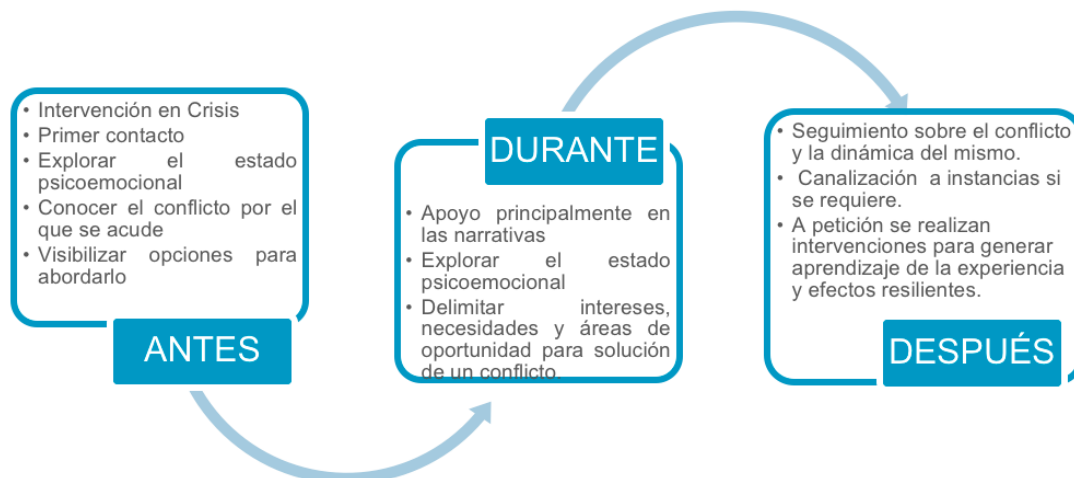 • Intervención en Crisis
• Primer contacto
• Explorar el estado
psicoemocional
• Conocer el conflicto por el
que se acude
• Visibilizar opciones para
abordarlo
ANTES
DURANTE
• Apoyo principalmente en
las narrativas
• Explorar el estado
psicoemocional
• Delimitar intereses,
necesidades y áreas de
oportunidad para solución
de un conflicto.
• Seguimiento sobre el conflicto
y la dinámica del mismo.
• Canalización a instancias si
se requiere.
• A petición se realizan
intervenciones para generar
aprendizaje de la experiencia
y efectos resilientes.
DESPUÉS